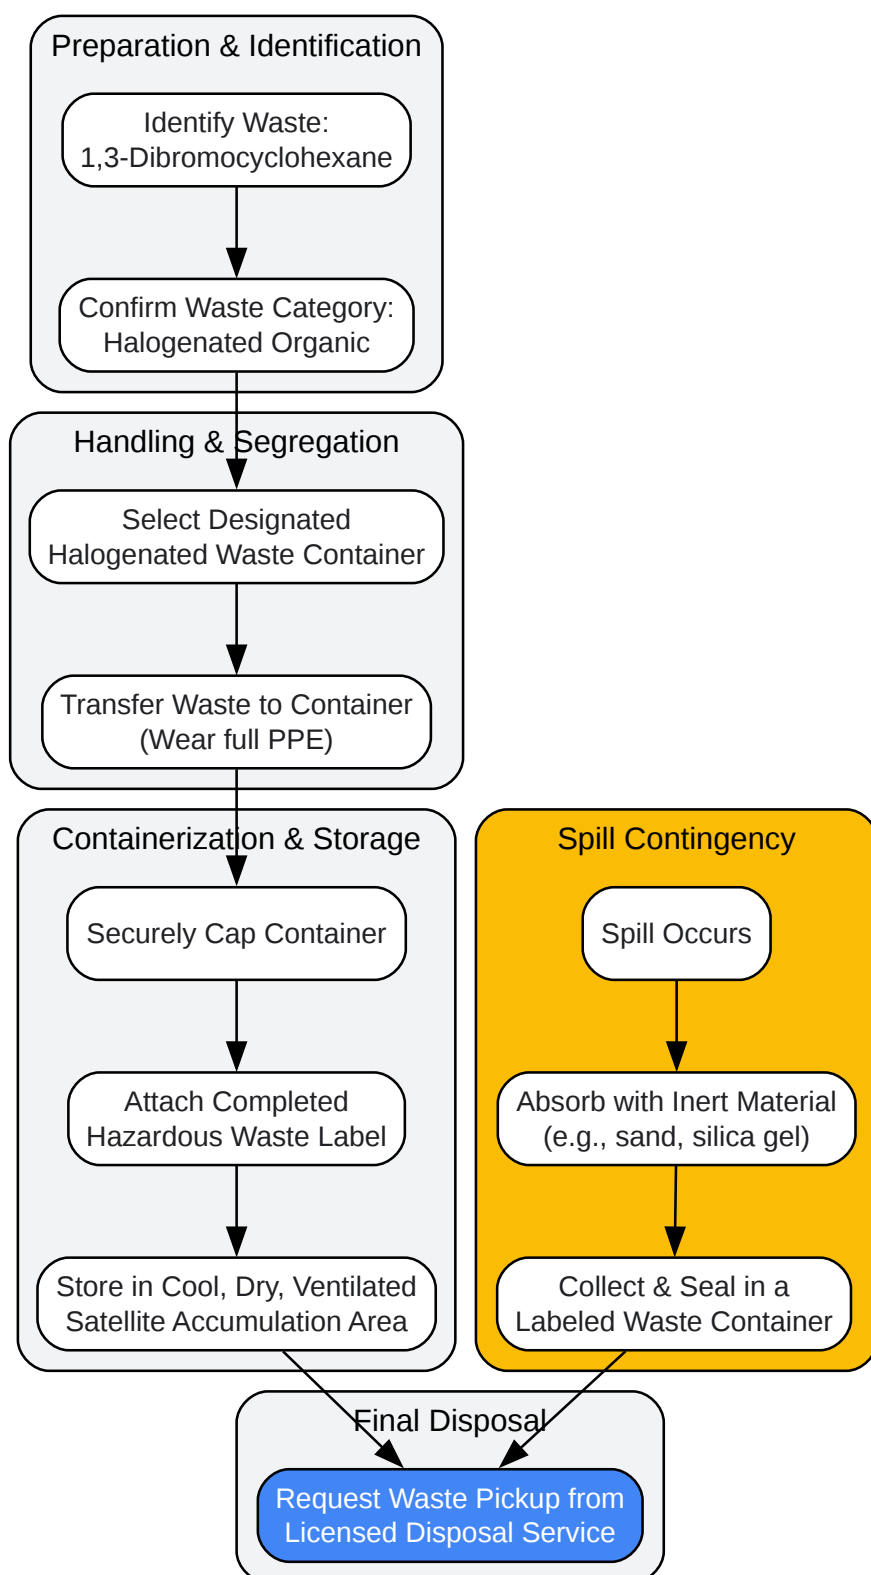 Preparation & Identification
Identify Waste:
1,3-Dibromocyclohexane
Confirm Waste Category:
Halogenated Organic
Handling & Segregation
Select Designated
Halogenated Waste Container
Transfer Waste to Container
(Wear full PPE)
Containerization & Storage
Securely Cap Container
Attach Completed
Hazardous Waste Label
Store in Cool, Dry, Ventilated
Satellite Accumulation Area
Spill Contingency
Spill Occurs
Absorb with Inert Material
(e.g., sand, silica gel)
Collect & Seal in a
Labeled Waste Container
Final Disposal
Request Waste Pickup from
Licensed Disposal Service